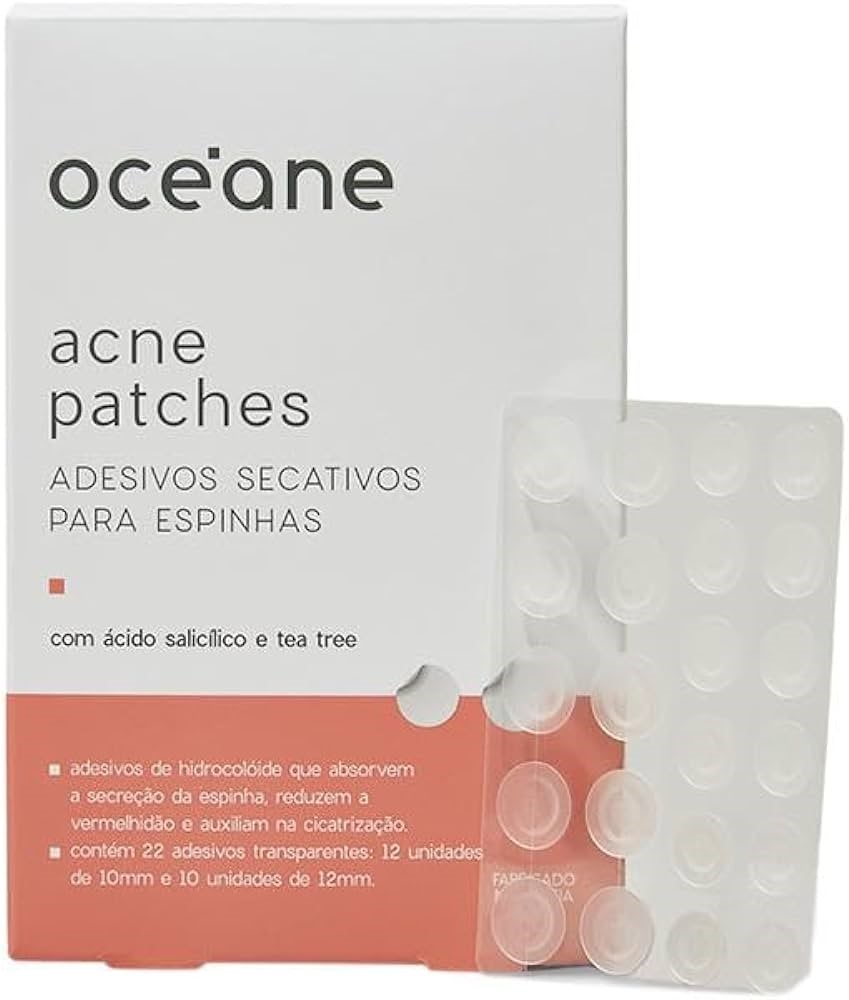 océane
acne
patches
ADESIVOS SECATIVOS
PARA ESPINHAS
com ácido salicílico e tea tree
adesivos de hidrocolóide que absorvem
a secreção da espinha, reduzem a
vermelhidão e auxiliam na cicatrização.
contém 22 adesivos transparentes: 12 unidades
de 10mm e 10 unidades de 12mm.
FABRICADO